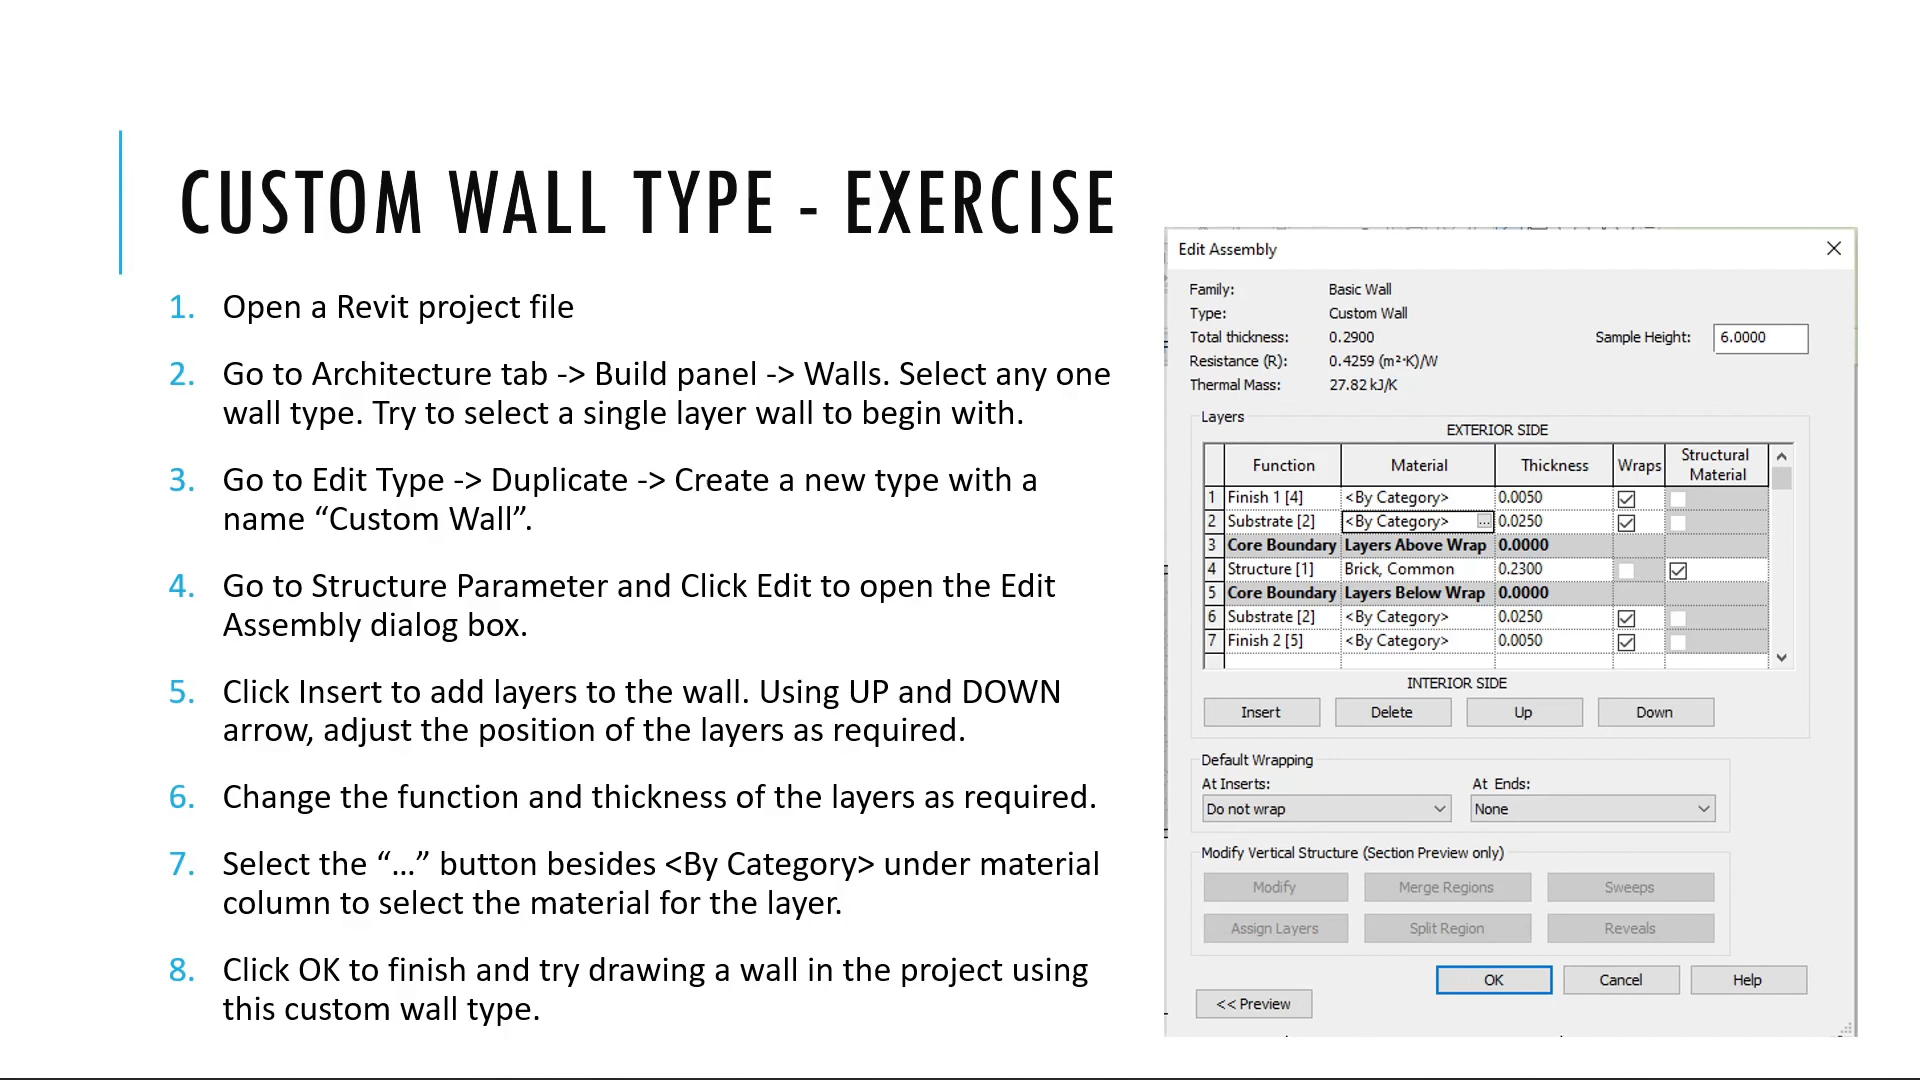 CUSTOM WALL TYPE - EXERCISE
1. Open a Revit project file
2. Go to Architecture tab -> Build panel -> Walls. Select any one
wall type. Try to select a single layer wall to begin with.
3. Go to Edit Type -> Duplicate -> Create a new type with a
name “Custom Wall”.
4. Go to Structure Parameter and Click Edit to open the Edit
Assembly dialog box.
5. Click Insert to add layers to the wall. Using UP and DOWN
arrow, adjust the position of the layers as required.
6. Change the function and thickness of the layers as required.
7. Select the “…” button besides <By Category> under material
column to select the material for the layer.
8. Click OK to finish and try drawing a wall in the project using
this custom wall type.
Edit Assembly
Family: Basic Wall
Type: Custom Wall
Total thickness: 0.2900 Sample Height: 6.0000
Resistance (R): 0.4259 (m²·K)/W
Thermal Mass: 27.82 kJ/K
Layers
EXTERIOR SIDE
Function Material Thickness Wraps Structural Material
1 Finish 1 [4] <By Category> 0.0050
2 Substrate [2] <By Category> ... 0.0250
3 Core Boundary Layers Above Wrap 0.0000
4 Structure [1] Brick, Common 0.2300
5 Core Boundary Layers Below Wrap 0.0000
6 Substrate [2] <By Category> 0.0250
7 Finish 2 [5] <By Category> 0.0050
INTERIOR SIDE
Insert Delete Up Down
Default Wrapping
At Inserts: At Ends:
Do not wrap None
Modify Vertical Structure (Section Preview only)
Modify Merge Regions Sweeps
Assign Layers Split Region Reveals
OK Cancel Help
<< Preview